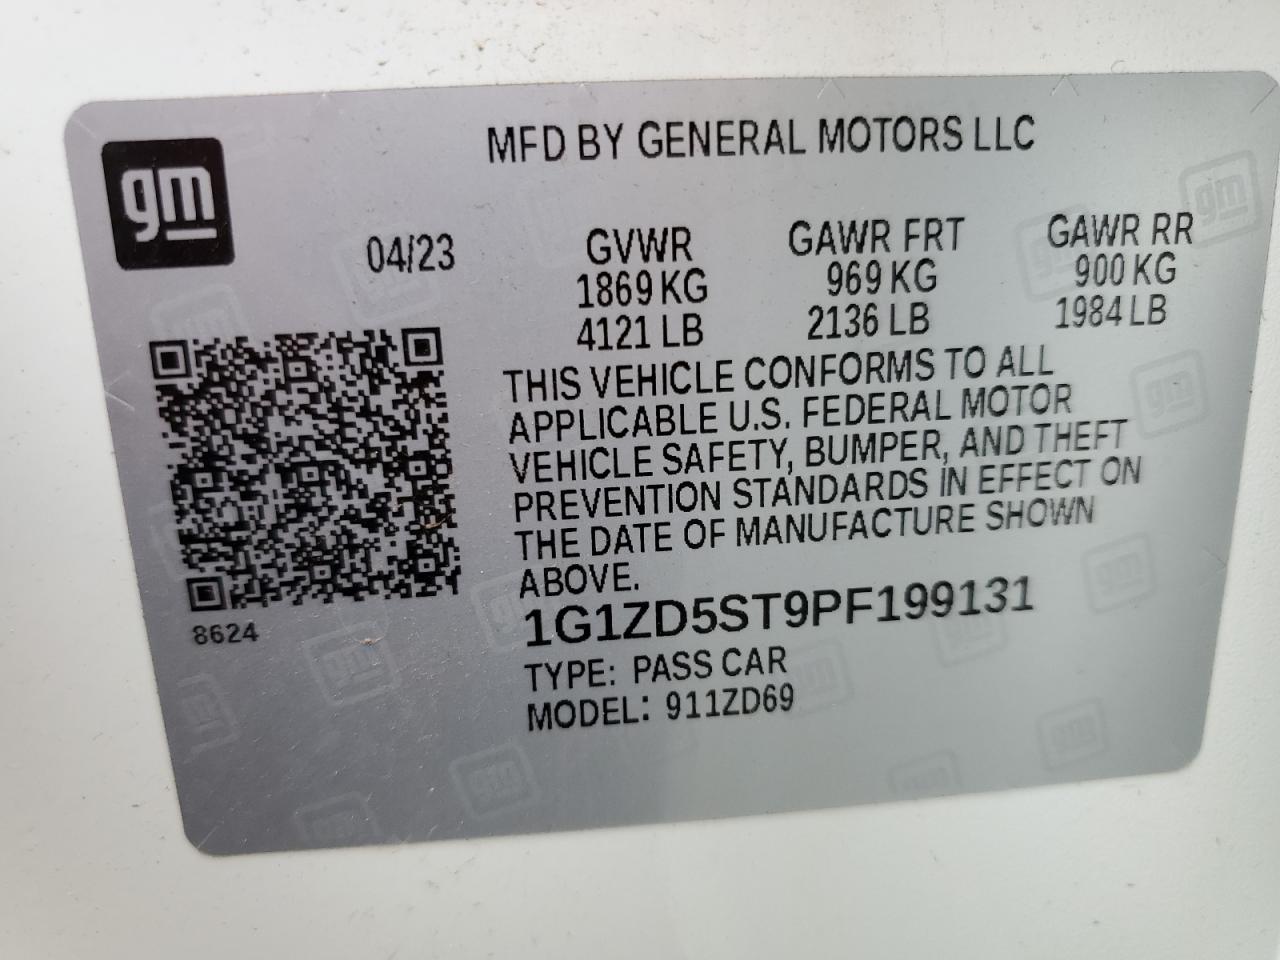 gm
MFD BY GENERAL MOTORS LLC
04/23 GVWR GAWR FRT GAWR RR
1869 KG 969 KG 900 KG
4121 LB 2136 LB 1984 LB
THIS VEHICLE CONFORMS TO ALL
APPLICABLE U.S. FEDERAL MOTOR
VEHICLE SAFETY, BUMPER, AND THEFT
PREVENTION STANDARDS IN EFFECT ON
THE DATE OF MANUFACTURE SHOWN
ABOVE.
8624
1G1ZD5ST9PF199131
TYPE: PASS CAR
MODEL: 911ZD69